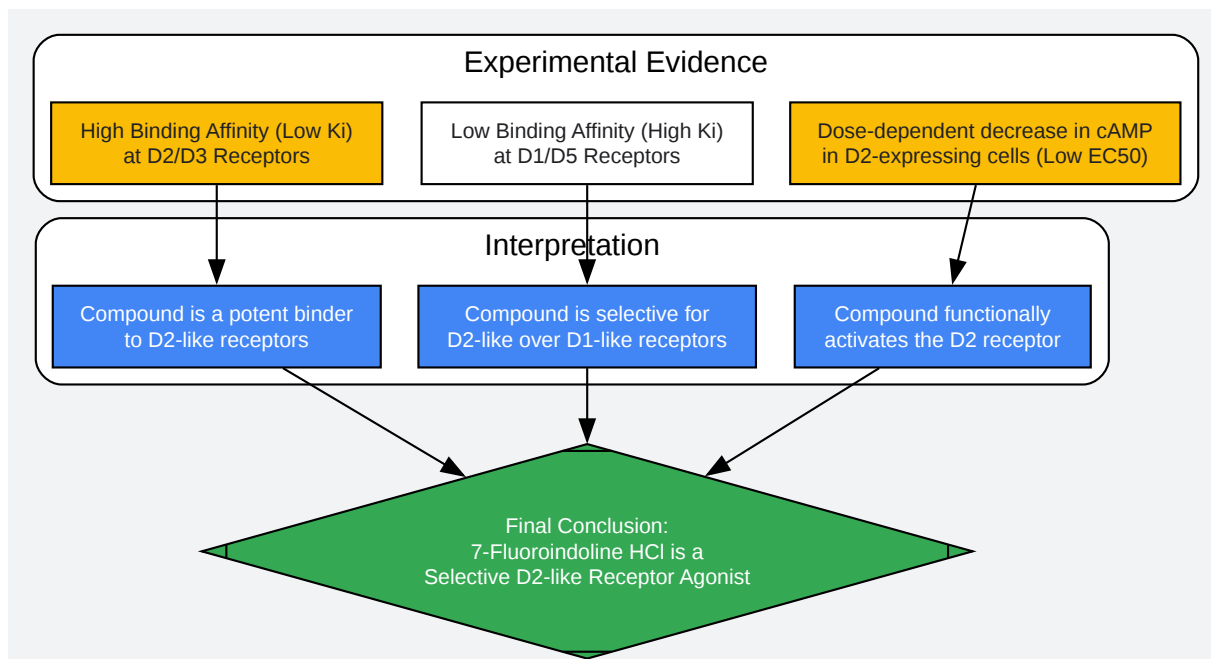 Experimental Evidence
High Binding Affinity (Low Ki)
at D2/D3 Receptors
Low Binding Affinity (High Ki)
at D1/D5 Receptors
Dose-dependent decrease in cAMP
in D2-expressing cells (Low EC50)
Interpretation
Compound is a potent binder
to D2-like receptors
Compound is selective for
D2-like over D1-like receptors
Compound functionally
activates the D2 receptor
Final Conclusion:
7-Fluoroindoline HCl is a
Selective D2-like Receptor Agonist